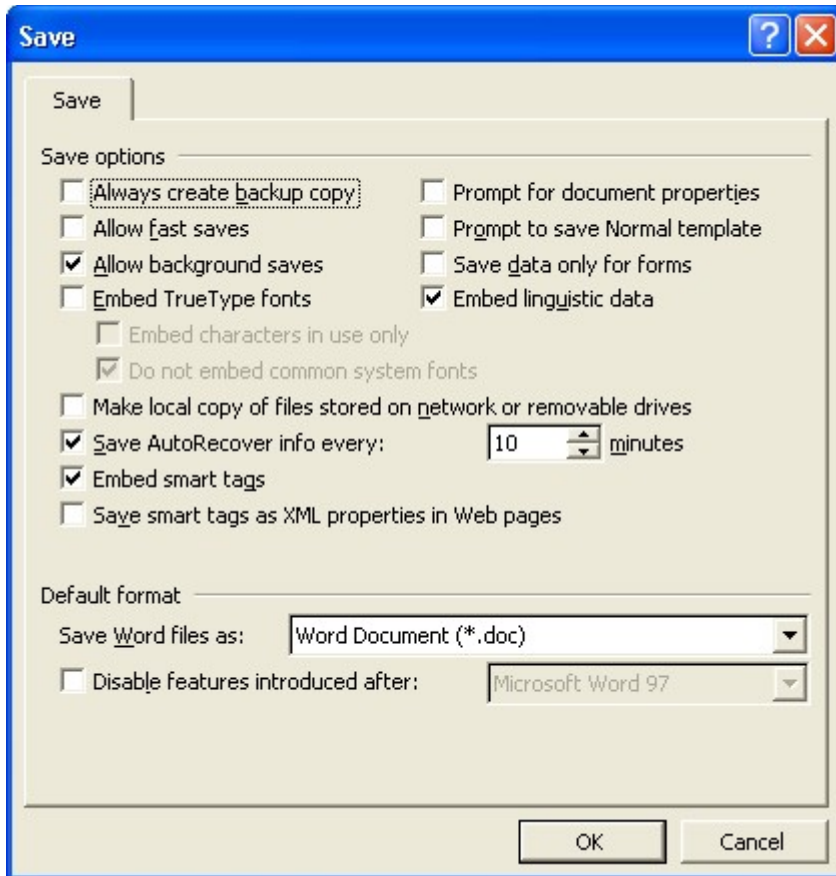 Save
Save
Save options
Always create backup copy
Prompt for document properties
Allow fast saves
Prompt to save Normal template
Allow background saves
Save data only for forms
Embed TrueType fonts
Embed linguistic data
Embed characters in use only
Do not embed common system fonts
Make local copy of files stored on network or removable drives
Save AutoRecover info every: 10 minutes
Embed smart tags
Save smart tags as XML properties in Web pages
Default format
Save Word files as: Word Document (*.doc)
Disable features introduced after: Microsoft Word 97
OK Cancel